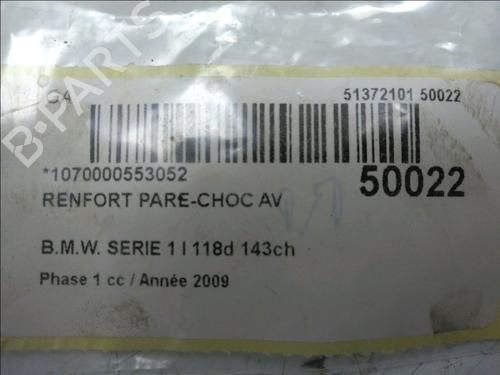 C4
51372101 50022
*1070000553052
50022
RENFORT PARE-CHOC AV
B.M.W. SERIE 1 I 118d 143ch
Phase 1 cc / Année 2009
B-PARTS